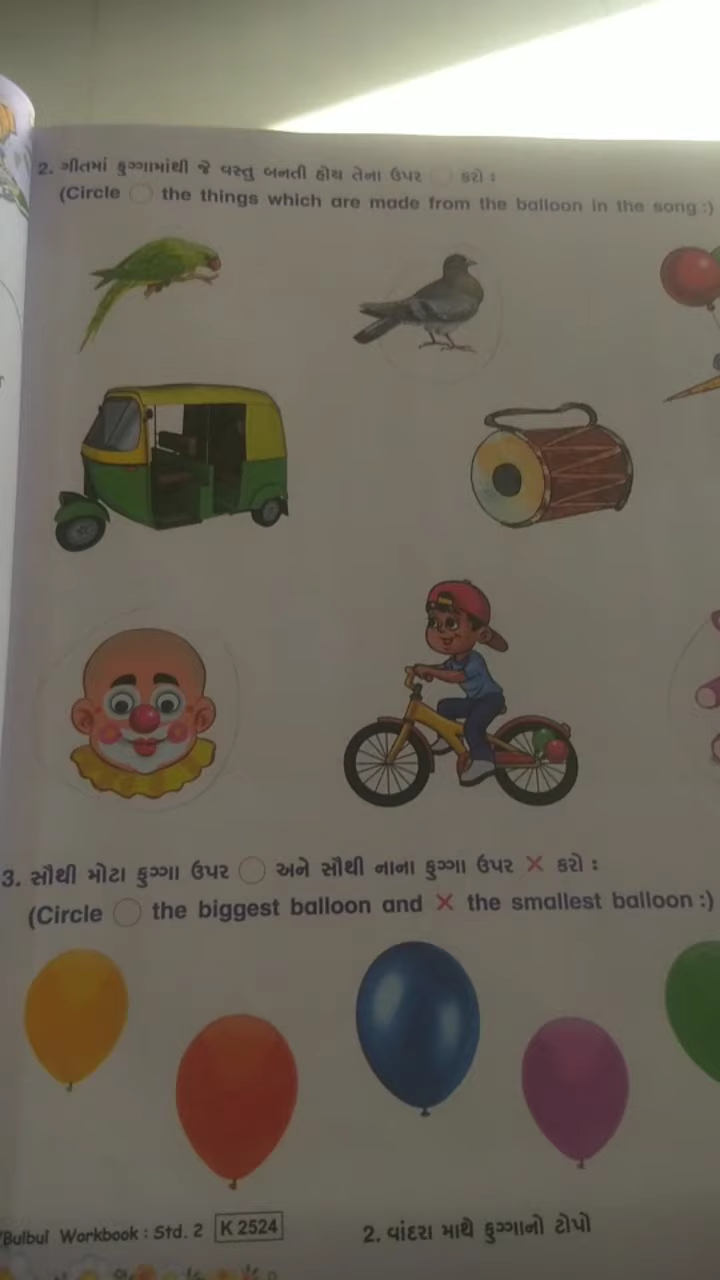 2. ગીતમાં ફુગ્ગામાંથી જે વસ્તુ બનતી હોય તેના ઉપર ○ કરો :
(Circle ○ the things which are made from the balloon in the song :)
3. સૌથી મોટા ફુગ્ગા ઉપર ○ અને સૌથી નાના ફુગ્ગા ઉપર × કરો :
(Circle ○ the biggest balloon and × the smallest balloon :)
Bulbul Workbook : Std. 2 K 2524
2. વાંદરા માથે ફુગ્ગાનો ટોપો